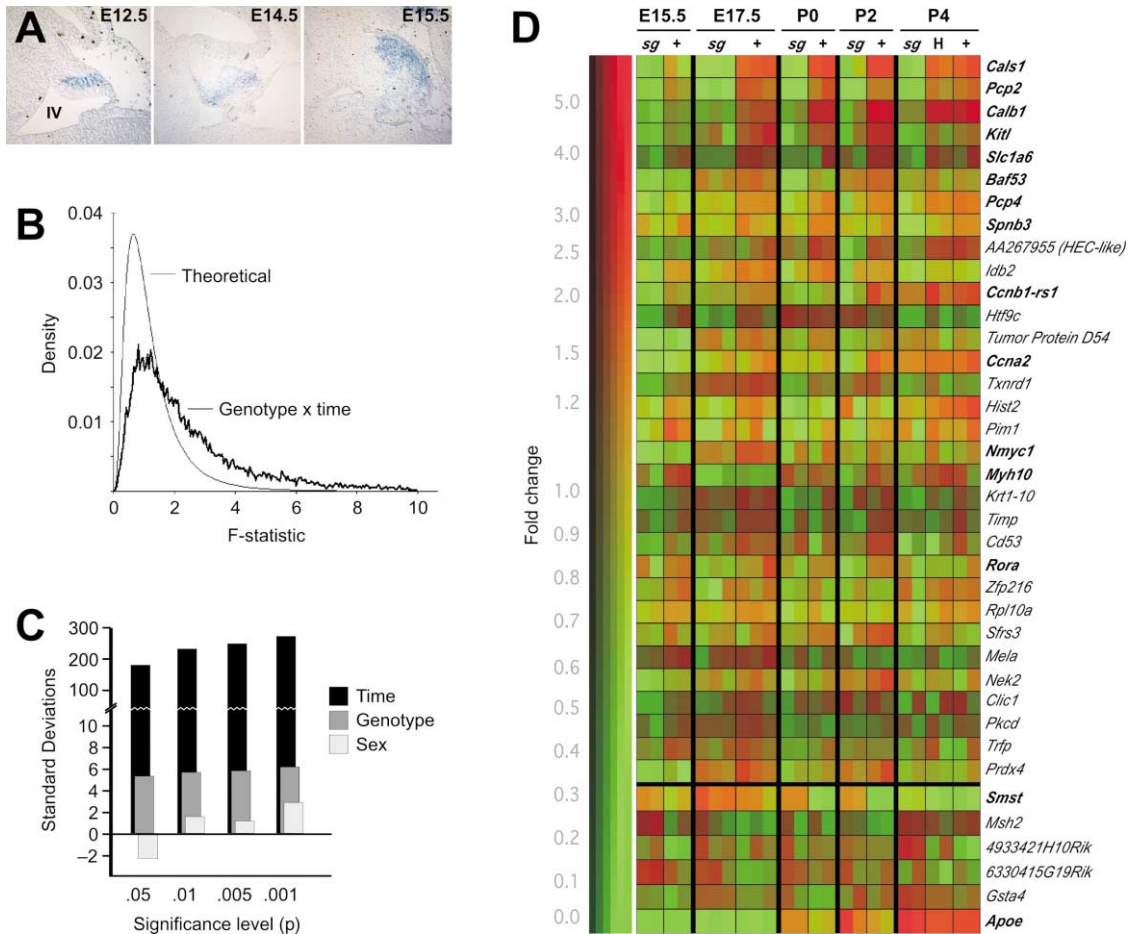 A
E12.5
E14.5
E15.5
IV
B
0.04
0.03
0.02
0.01
Density
Theoretical
Genotype x time
0
2
4
6
8
10
F-statistic
C
300
200
100
10
8
6
4
2
0
−2
Standard Deviations
Time
Genotype
Sex
.05
.01
.005
.001
Significance level (p)
D
E15.5 E17.5 P0 P2 P4
sg + sg + sg + sg + sg H +
5.0
4.0
3.0
2.5
2.0
1.5
1.2
1.0
0.9
0.8
0.7
0.6
0.5
0.4
0.3
0.2
0.1
0.0
Fold change
Cals1
Pcp2
Calb1
Kitl
Slc1a6
Baf53
Pcp4
Spnb3
AA267955 (HEC-like)
Idb2
Ccnb1-rs1
Htf9c
Tumor Protein D54
Ccna2
Txnrd1
Hist2
Pim1
Nmyc1
Myh10
Krt1-10
Timp
Cd53
Rora
Zfp216
Rpl10a
Sfrs3
Mela
Nek2
Clic1
Pkcd
Trfp
Prdx4
Smst
Msh2
4933421H10Rik
6330415G19Rik
Gsta4
Apoe